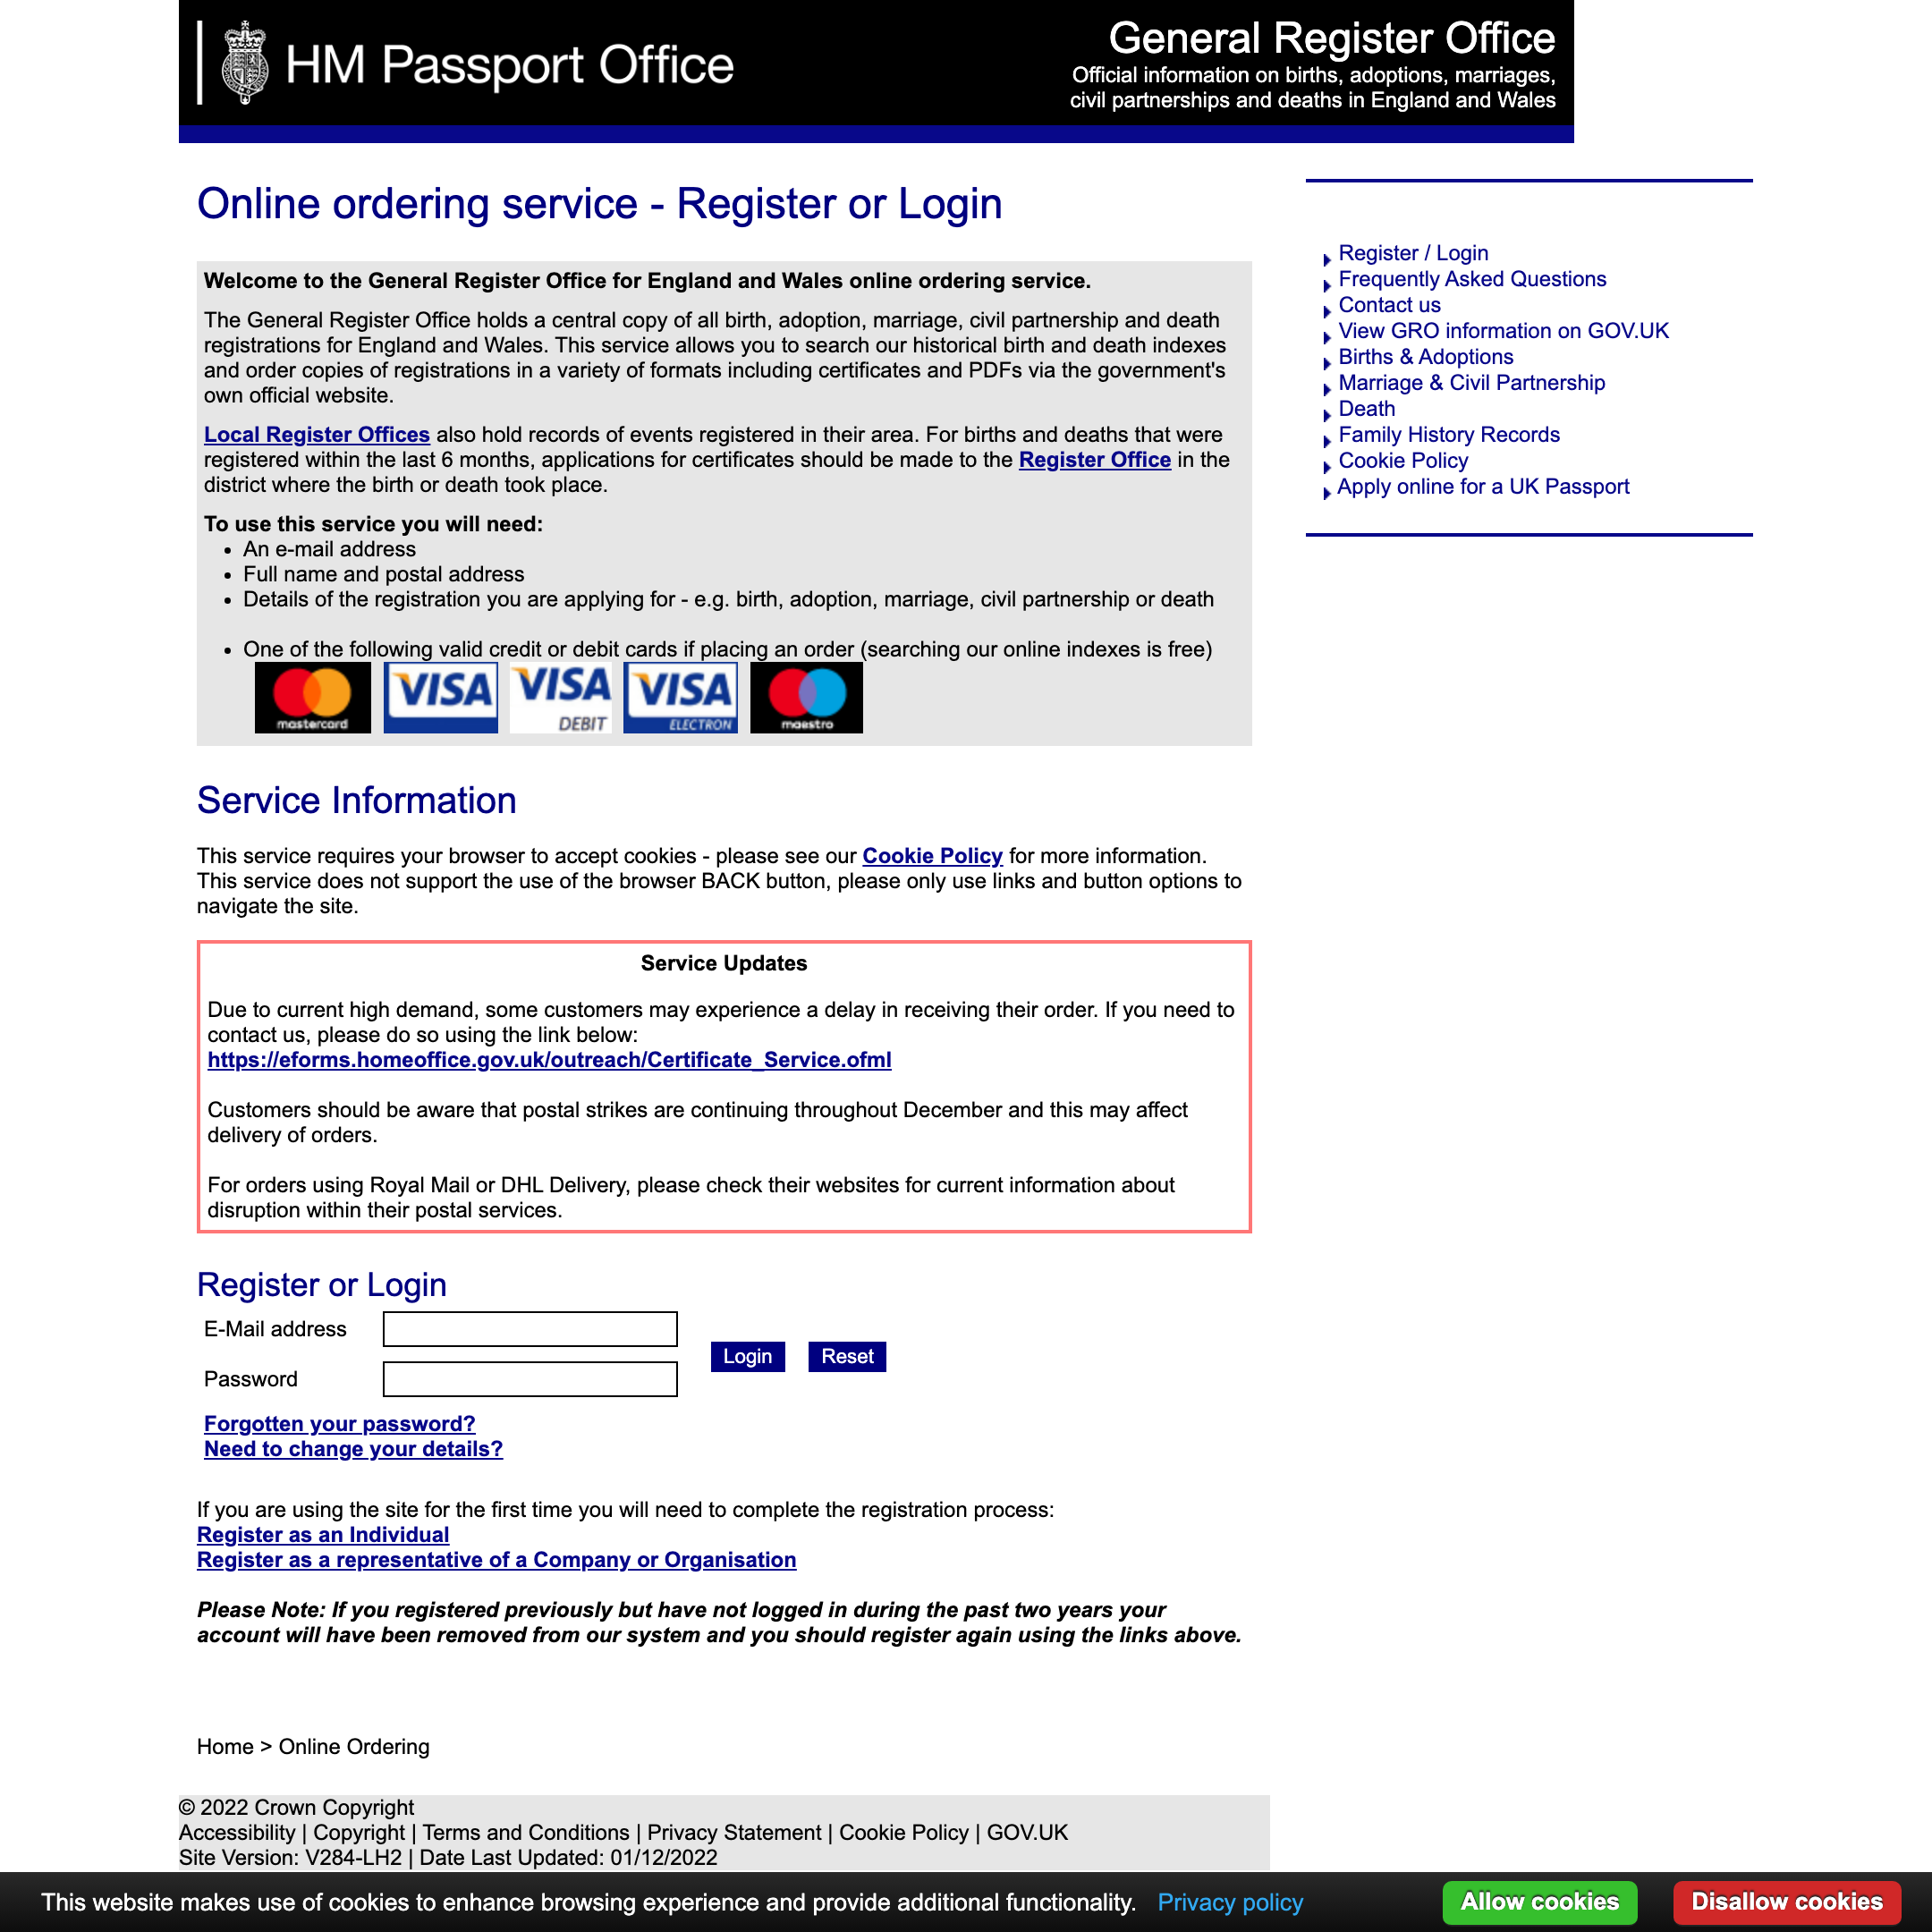 HM Passport Office
General Register Office
Official information on births, adoptions, marriages,
civil partnerships and deaths in England and Wales
Online ordering service - Register or Login
Welcome to the General Register Office for England and Wales online ordering service.
The General Register Office holds a central copy of all birth, adoption, marriage, civil partnership and death
registrations for England and Wales. This service allows you to search our historical birth and death indexes
and order copies of registrations in a variety of formats including certificates and PDFs via the government's
own official website.
Local Register Offices also hold records of events registered in their area. For births and deaths that were
registered within the last 6 months, applications for certificates should be made to the Register Office in the
district where the birth or death took place.
To use this service you will need:
• An e-mail address
• Full name and postal address
• Details of the registration you are applying for - e.g. birth, adoption, marriage, civil partnership or death
• One of the following valid credit or debit cards if placing an order (searching our online indexes is free)
mastercard VISA VISA DEBIT VISA ELECTRON maestro
Register / Login
Frequently Asked Questions
Contact us
View GRO information on GOV.UK
Births & Adoptions
Marriage & Civil Partnership
Death
Family History Records
Cookie Policy
Apply online for a UK Passport
Service Information
This service requires your browser to accept cookies - please see our Cookie Policy for more information.
This service does not support the use of the browser BACK button, please only use links and button options to
navigate the site.
Service Updates
Due to current high demand, some customers may experience a delay in receiving their order. If you need to
contact us, please do so using the link below:
https://eforms.homeoffice.gov.uk/outreach/Certificate_Service.ofml
Customers should be aware that postal strikes are continuing throughout December and this may affect
delivery of orders.
For orders using Royal Mail or DHL Delivery, please check their websites for current information about
disruption within their postal services.
Register or Login
E-Mail address
Password
Login Reset
Forgotten your password?
Need to change your details?
If you are using the site for the first time you will need to complete the registration process:
Register as an Individual
Register as a representative of a Company or Organisation
Please Note: If you registered previously but have not logged in during the past two years your
account will have been removed from our system and you should register again using the links above.
Home > Online Ordering
© 2022 Crown Copyright
Accessibility | Copyright | Terms and Conditions | Privacy Statement | Cookie Policy | GOV.UK
Site Version: V284-LH2 | Date Last Updated: 01/12/2022
This website makes use of cookies to enhance browsing experience and provide additional functionality. Privacy policy Allow cookies Disallow cookies